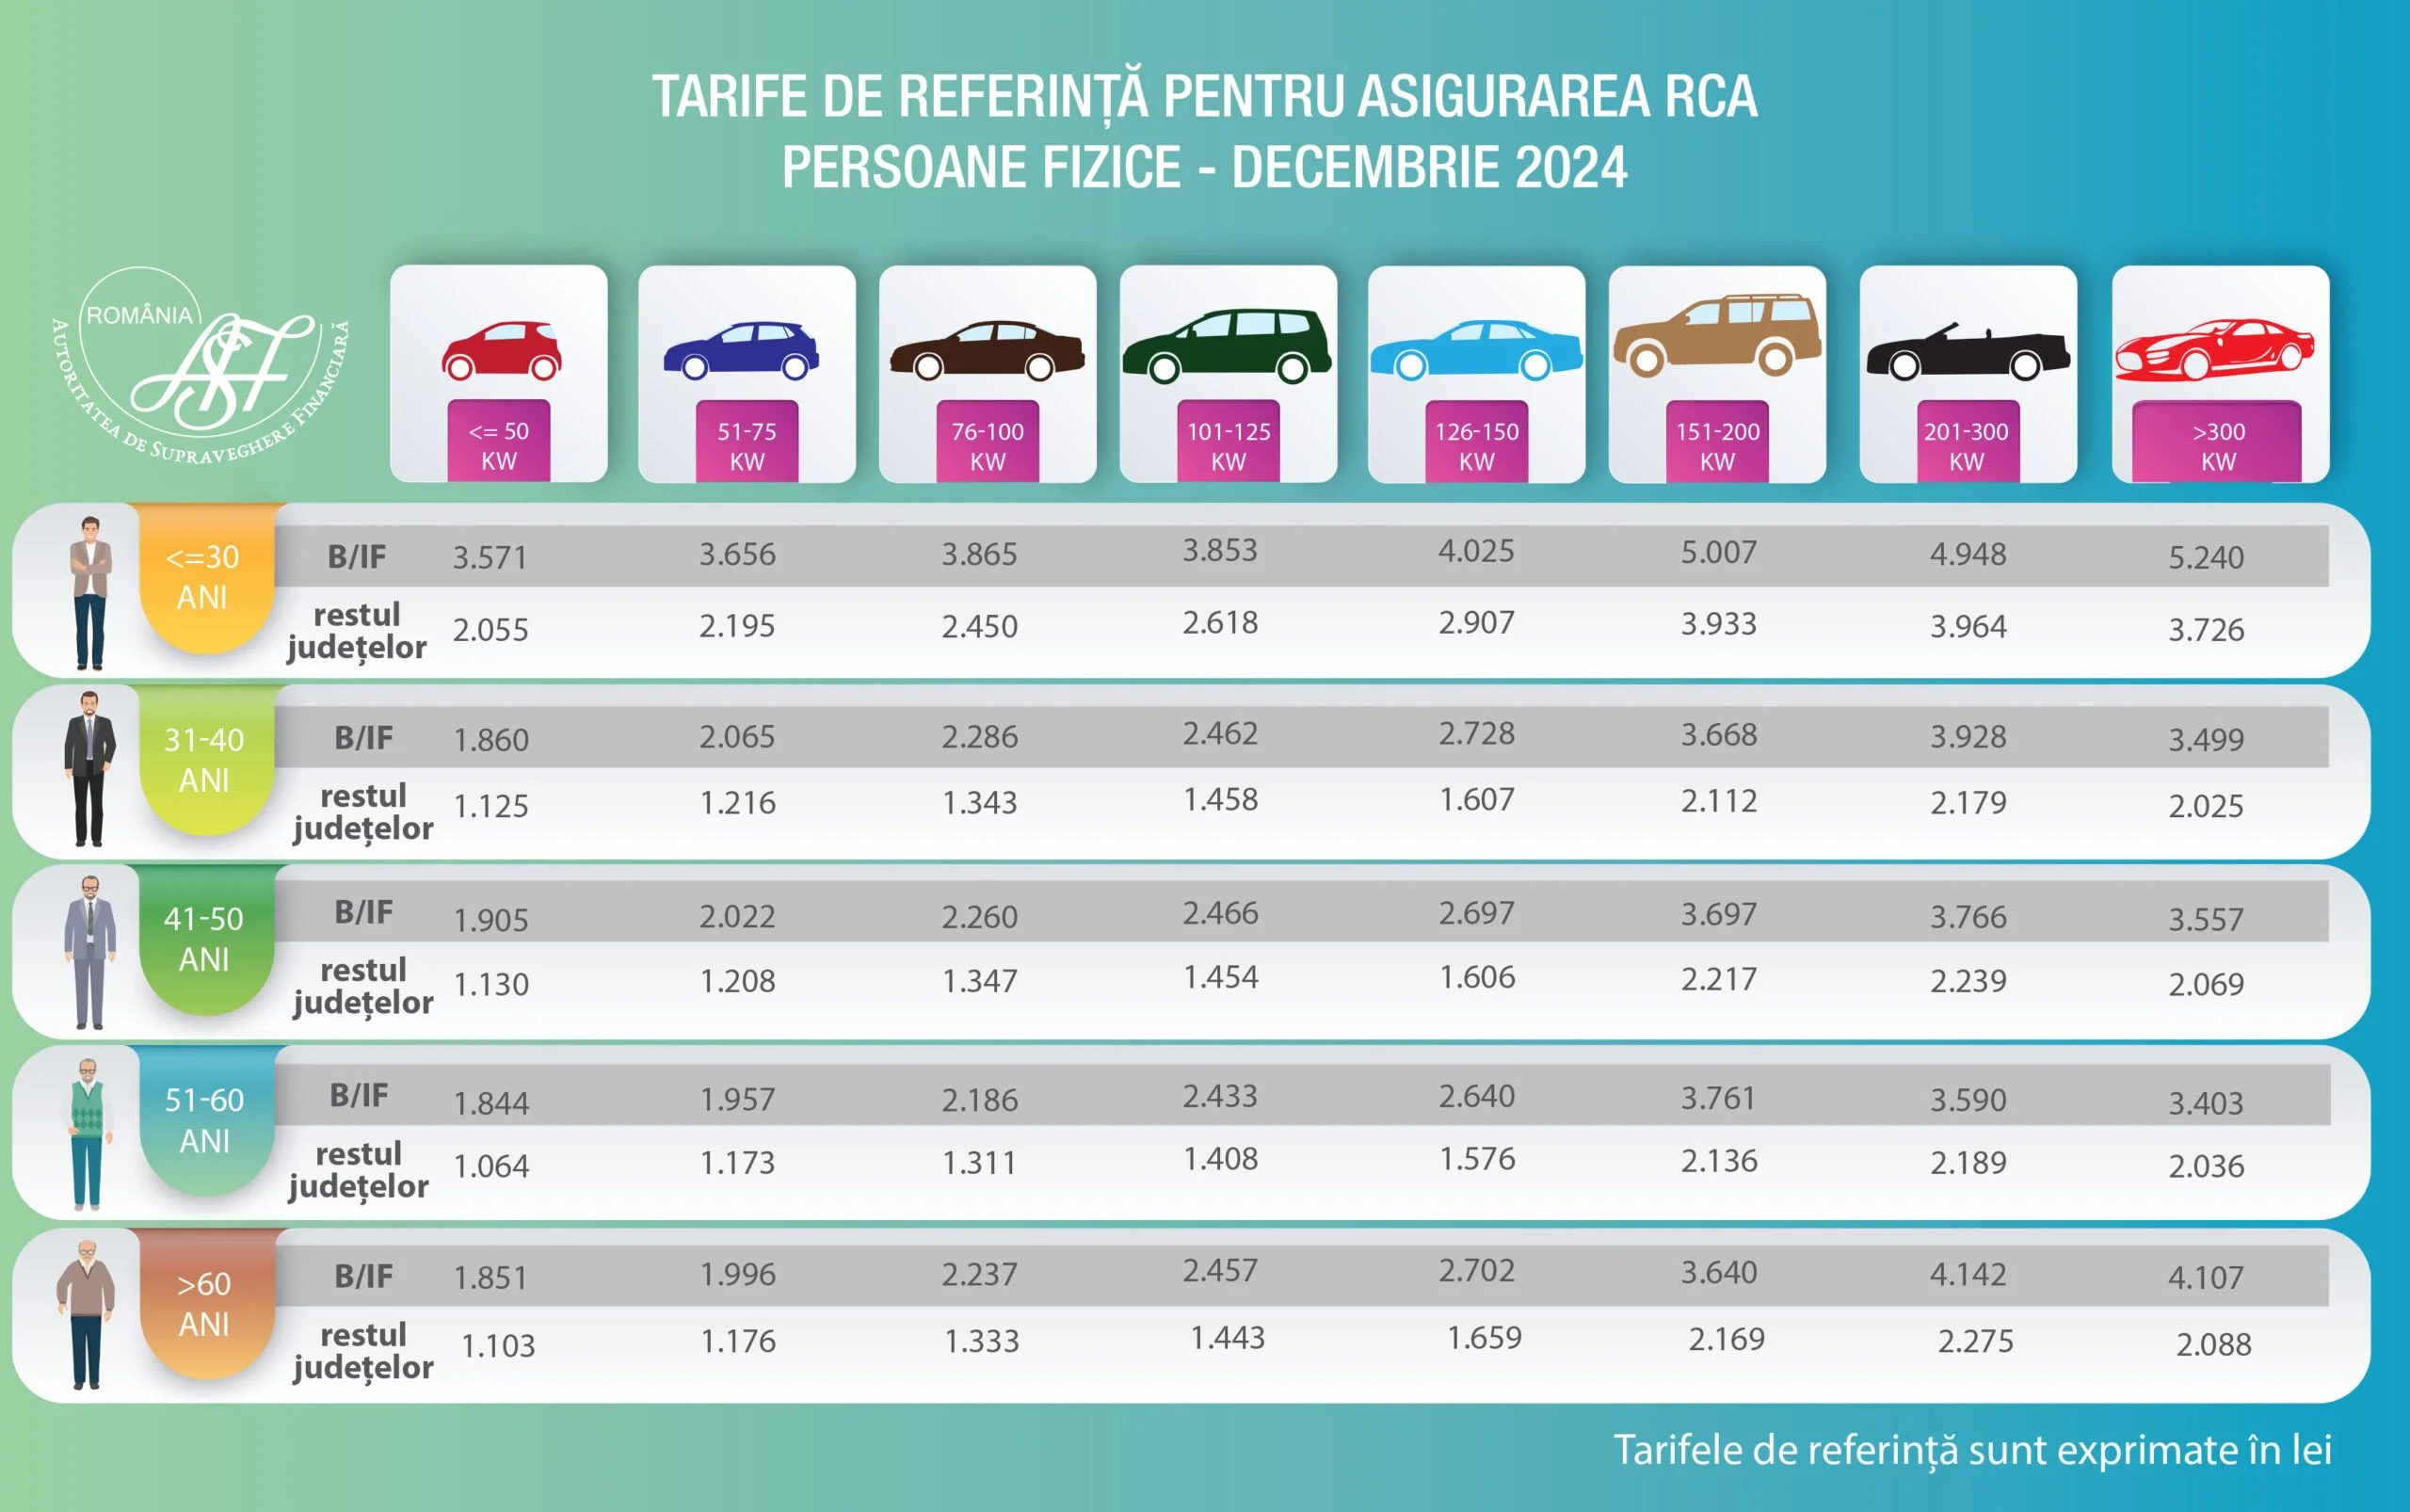 TARIFE DE REFERINȚĂ PENTRU ASIGURAREA RCA
PERSOANE FIZICE - DECEMBRIE 2024
ROMÂNIA
ASF
AUTORITATEA DE SUPRAVEGHERE FINANCIARĂ
<= 50 KW
51-75 KW
76-100 KW
101-125 KW
126-150 KW
151-200 KW
201-300 KW
>300 KW
<=30 ANI
B/IF 3.571 3.656 3.865 3.853 4.025 5.007 4.948 5.240
restul județelor 2.055 2.195 2.450 2.618 2.907 3.933 3.964 3.726
31-40 ANI
B/IF 1.860 2.065 2.286 2.462 2.728 3.668 3.928 3.499
restul județelor 1.125 1.216 1.343 1.458 1.607 2.112 2.179 2.025
41-50 ANI
B/IF 1.905 2.022 2.260 2.466 2.697 3.697 3.766 3.557
restul județelor 1.130 1.208 1.347 1.454 1.606 2.217 2.239 2.069
51-60 ANI
B/IF 1.844 1.957 2.186 2.433 2.640 3.761 3.590 3.403
restul județelor 1.064 1.173 1.311 1.408 1.576 2.136 2.189 2.036
>60 ANI
B/IF 1.851 1.996 2.237 2.457 2.702 3.640 4.142 4.107
restul județelor 1.103 1.176 1.333 1.443 1.659 2.169 2.275 2.088
Tarifele de referință sunt exprimate în lei